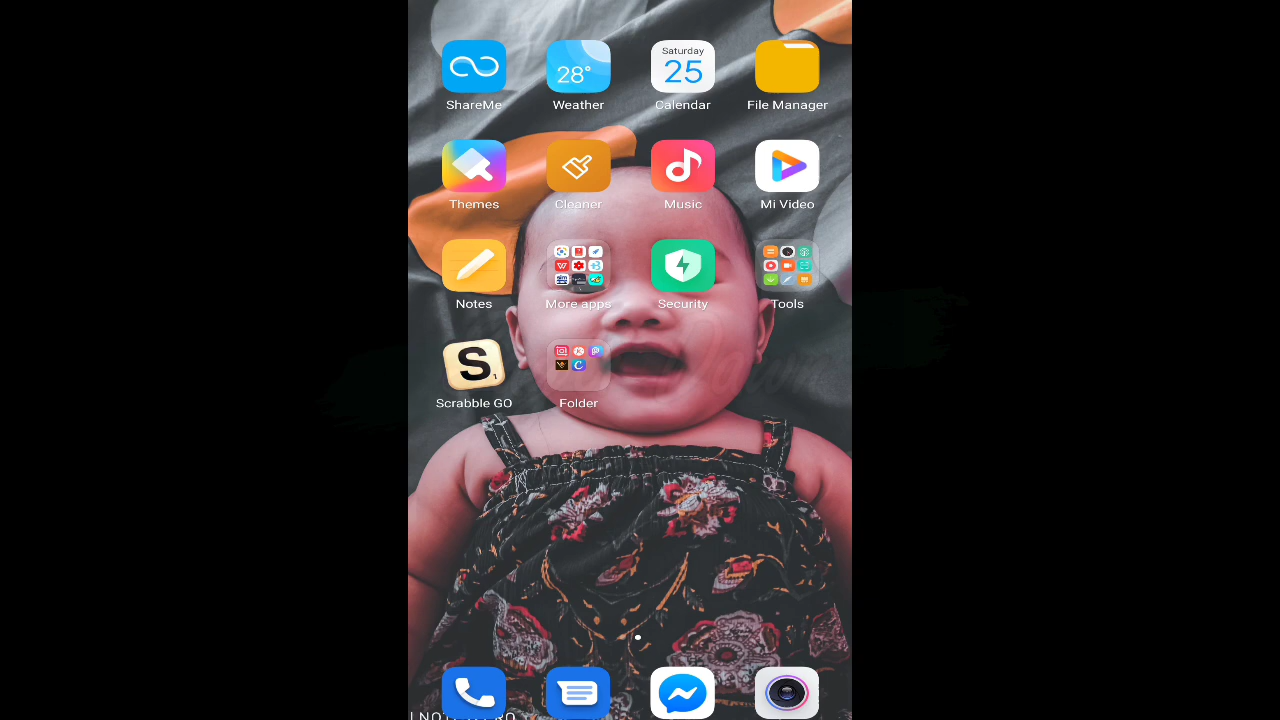 Saturday
28°
25
ShareMe
Weather
Calendar
File Manager
Themes
Cleaner
Music
Mi Video
Notes
More apps
Security
Tools
S
1
Scrabble GO
Folder